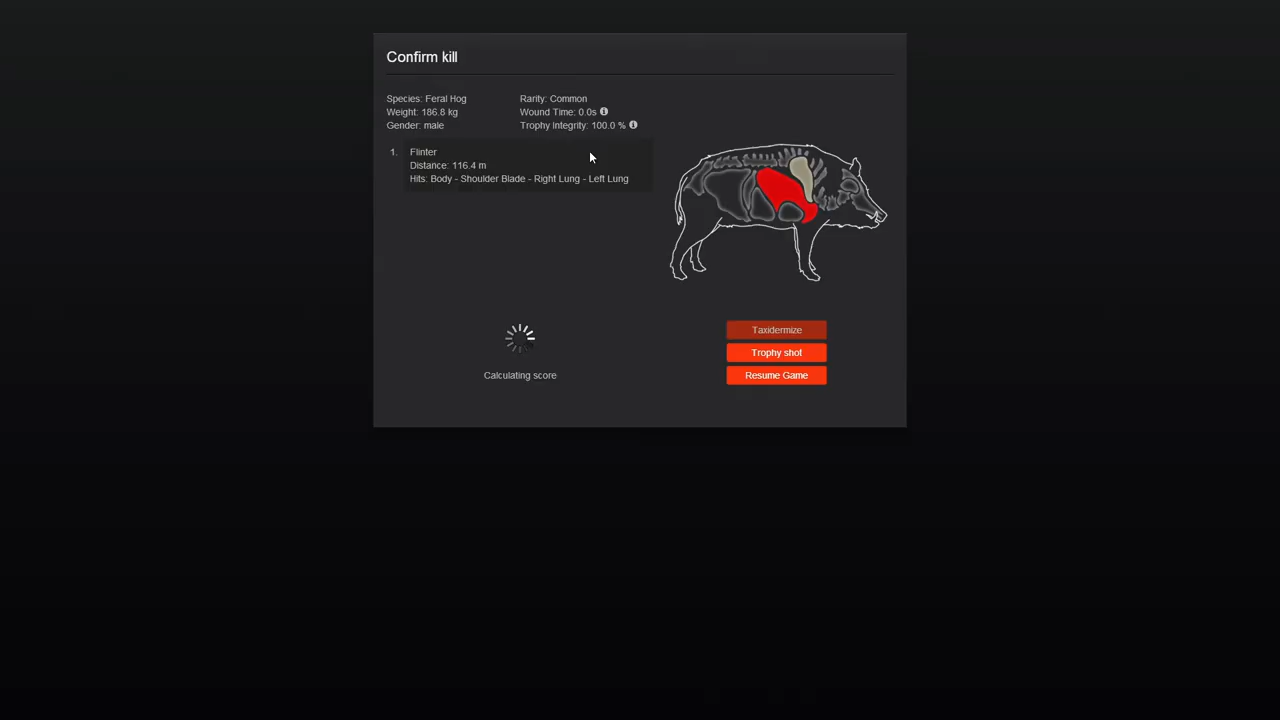 Confirm kill
Species: Feral Hog
Rarity: Common
Weight: 186.8 kg
Wound Time: 0.0s
Gender: male
Trophy Integrity: 100.0 %
1. Flinter
Distance: 116.4 m
Hits: Body - Shoulder Blade - Right Lung - Left Lung
Taxidermize
Trophy shot
Calculating score
Resume Game